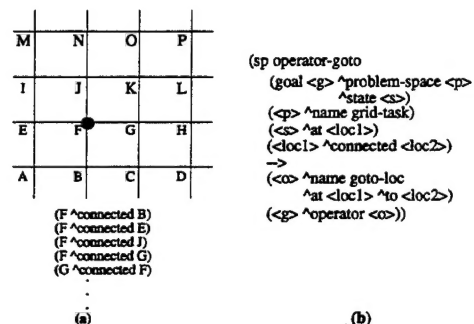 M N O P
I J K L
E F G H
A B C D
(F ^connected B)
(F ^connected E)
(F ^connected J)
(F ^connected G)
(G ^connected F)
(a)
(sp operator-goto
(goal <g> ^problem-space <p>
^state <s>)
(<p> ^name grid-task)
(<s> ^at <loc1>)
(<loc1> ^connected <loc2>)
-->
(<o> ^name goto-loc
^at <loc1> ^to <loc2>)
(<g> ^operator <o>))
(b)